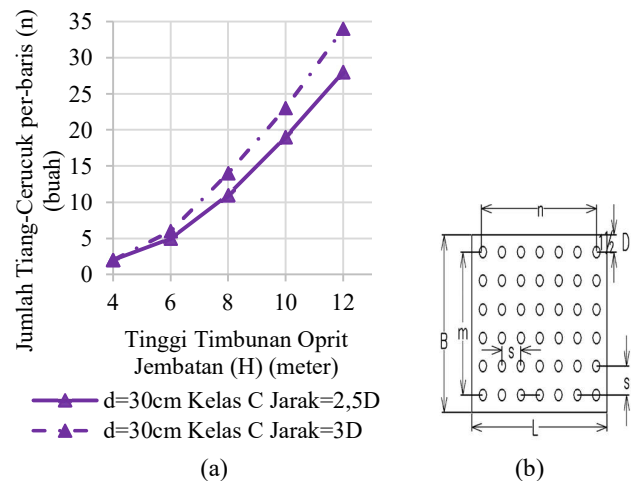 Jumlah Tiang-Cerucuk per-baris (n)
(buah)
35
30
25
20
15
10
5
0
4 6 8 10 12
Tinggi Timbunan Oprit
Jembatan (H) (meter)
d=30cm Kelas C Jarak=2,5D
d=30cm Kelas C Jarak=3D
(a)
n
1½ D
B
m
s
s
L
(b)